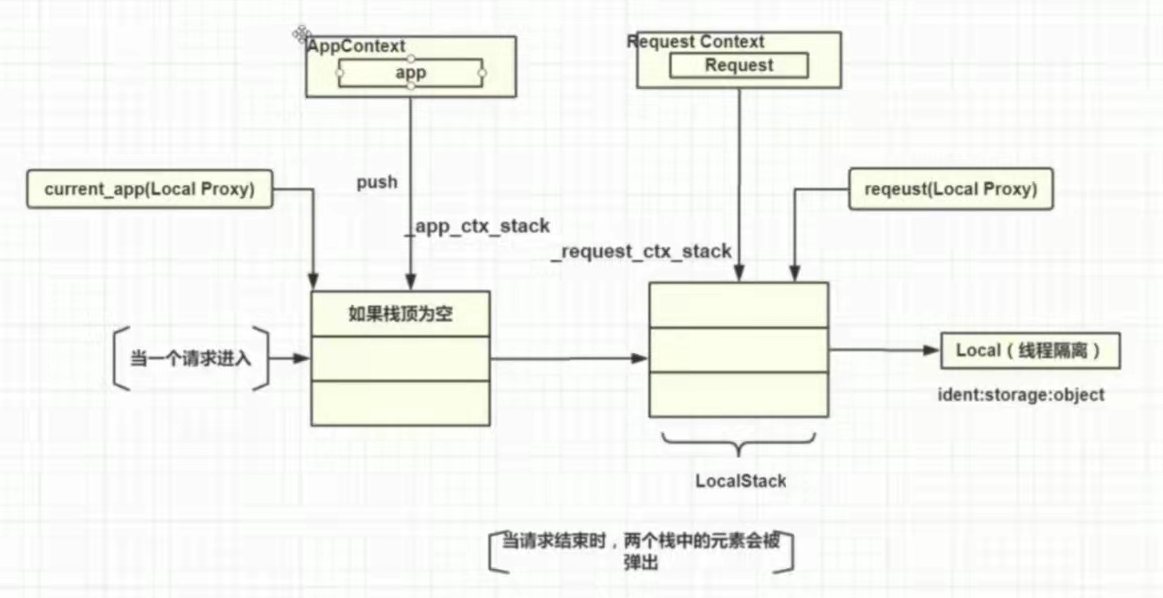 AppContext
app
Request Context
Request
current_app(Local Proxy)
push
reqeust(Local Proxy)
_app_ctx_stack
_request_ctx_stack
如果栈顶为空
当一个请求进入
Local（线程隔离）
ident:storage:object
LocalStack
当请求结束时，两个栈中的元素会被
弹出